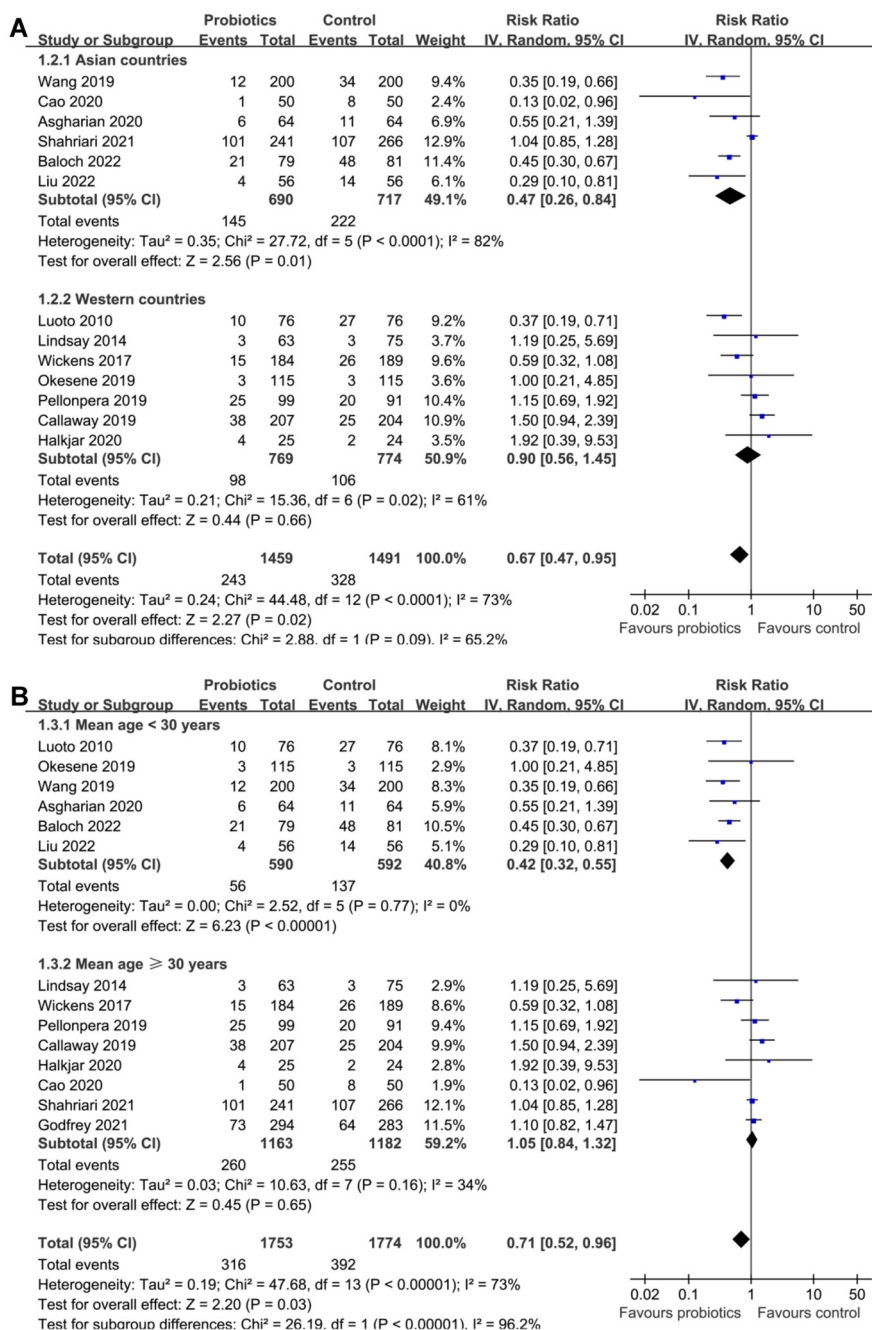 A
Probiotics Control Risk Ratio Risk Ratio
Study or Subgroup Events Total Events Total Weight IV, Random, 95% CI IV, Random, 95% CI
1.2.1 Asian countries
Wang 2019 12 200 34 200 9.4% 0.35 [0.19, 0.66]
Cao 2020 1 50 8 50 2.4% 0.13 [0.02, 0.96]
Asgharian 2020 6 64 11 64 6.9% 0.55 [0.21, 1.39]
Shahriari 2021 101 241 107 266 12.9% 1.04 [0.85, 1.28]
Baloch 2022 21 79 48 81 11.4% 0.45 [0.30, 0.67]
Liu 2022 4 56 14 56 6.1% 0.29 [0.10, 0.81]
Subtotal (95% CI) 690 717 49.1% 0.47 [0.26, 0.84]
Total events 145 222
Heterogeneity: Tau² = 0.35; Chi² = 27.72, df = 5 (P < 0.0001); I² = 82%
Test for overall effect: Z = 2.56 (P = 0.01)
1.2.2 Western countries
Luoto 2010 10 76 27 76 9.2% 0.37 [0.19, 0.71]
Lindsay 2014 3 63 3 75 3.7% 1.19 [0.25, 5.69]
Wickens 2017 15 184 26 189 9.6% 0.59 [0.32, 1.08]
Okesene 2019 3 115 3 115 3.6% 1.00 [0.21, 4.85]
Pellonpera 2019 25 99 20 91 10.4% 1.15 [0.69, 1.92]
Callaway 2019 38 207 25 204 10.9% 1.50 [0.94, 2.39]
Halkjar 2020 4 25 2 24 3.5% 1.92 [0.39, 9.53]
Subtotal (95% CI) 769 774 50.9% 0.90 [0.56, 1.45]
Total events 98 106
Heterogeneity: Tau² = 0.21; Chi² = 15.36, df = 6 (P = 0.02); I² = 61%
Test for overall effect: Z = 0.44 (P = 0.66)
Total (95% CI) 1459 1491 100.0% 0.67 [0.47, 0.95]
Total events 243 328
Heterogeneity: Tau² = 0.24; Chi² = 44.48, df = 12 (P < 0.0001); I² = 73%
Test for overall effect: Z = 2.27 (P = 0.02)
Test for subgroup differences: Chi² = 2.88, df = 1 (P = 0.09), I² = 65.2%
0.02 0.1 1 10 50
Favours probiotics Favours control
B
Probiotics Control Risk Ratio Risk Ratio
Study or Subgroup Events Total Events Total Weight IV, Random, 95% CI IV, Random, 95% CI
1.3.1 Mean age < 30 years
Luoto 2010 10 76 27 76 8.1% 0.37 [0.19, 0.71]
Okesene 2019 3 115 3 115 2.9% 1.00 [0.21, 4.85]
Wang 2019 12 200 34 200 8.3% 0.35 [0.19, 0.66]
Asgharian 2020 6 64 11 64 5.9% 0.55 [0.21, 1.39]
Baloch 2022 21 79 48 81 10.5% 0.45 [0.30, 0.67]
Liu 2022 4 56 14 56 5.1% 0.29 [0.10, 0.81]
Subtotal (95% CI) 590 592 40.8% 0.42 [0.32, 0.55]
Total events 56 137
Heterogeneity: Tau² = 0.00; Chi² = 2.52, df = 5 (P = 0.77); I² = 0%
Test for overall effect: Z = 6.23 (P < 0.00001)
1.3.2 Mean age ≥ 30 years
Lindsay 2014 3 63 3 75 2.9% 1.19 [0.25, 5.69]
Wickens 2017 15 184 26 189 8.6% 0.59 [0.32, 1.08]
Pellonpera 2019 25 99 20 91 9.4% 1.15 [0.69, 1.92]
Callaway 2019 38 207 25 204 9.9% 1.50 [0.94, 2.39]
Halkjar 2020 4 25 2 24 2.8% 1.92 [0.39, 9.53]
Cao 2020 1 50 8 50 1.9% 0.13 [0.02, 0.96]
Shahriari 2021 101 241 107 266 12.1% 1.04 [0.85, 1.28]
Godfrey 2021 73 294 64 283 11.5% 1.10 [0.82, 1.47]
Subtotal (95% CI) 1163 1182 59.2% 1.05 [0.84, 1.32]
Total events 260 255
Heterogeneity: Tau² = 0.03; Chi² = 10.63, df = 7 (P = 0.16); I² = 34%
Test for overall effect: Z = 0.45 (P = 0.65)
Total (95% CI) 1753 1774 100.0% 0.71 [0.52, 0.96]
Total events 316 392
Heterogeneity: Tau² = 0.19; Chi² = 47.68, df = 13 (P < 0.00001); I² = 73%
Test for overall effect: Z = 2.20 (P = 0.03)
Test for subgroup differences: Chi² = 26.19, df = 1 (P < 0.00001), I² = 96.2%
0.02 0.1 1 10 50
Favours probiotics Favours control